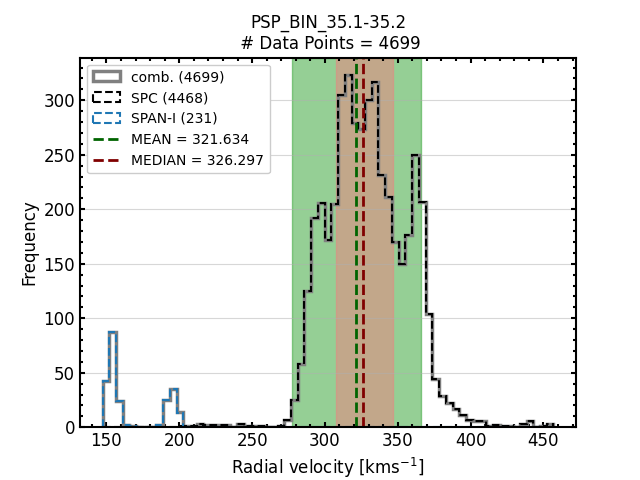 PSP_BIN_35.1-35.2
# Data Points = 4699
comb. (4699)
SPC (4468)
SPAN-I (231)
MEAN = 321.634
MEDIAN = 326.297
Frequency
300
250
200
150
100
50
0
150 200 250 300 350 400 450
Radial velocity [kms⁻¹]